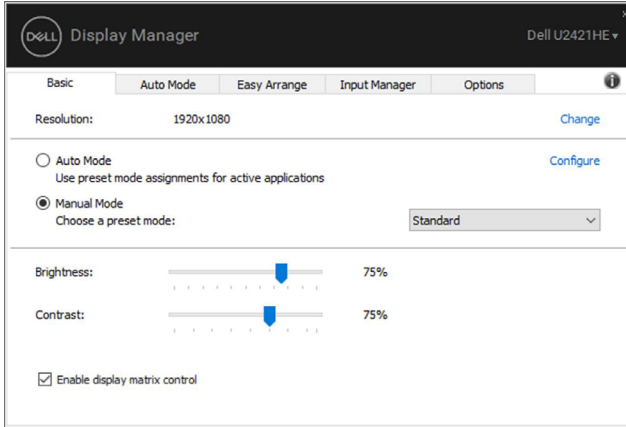 DELL Display Manager Dell U2421HE
Basic Auto Mode Easy Arrange Input Manager Options
Resolution: 1920x1080 Change
Auto Mode Configure
Use preset mode assignments for active applications
Manual Mode
Choose a preset mode: Standard
Brightness: 75%
Contrast: 75%
Enable display matrix control